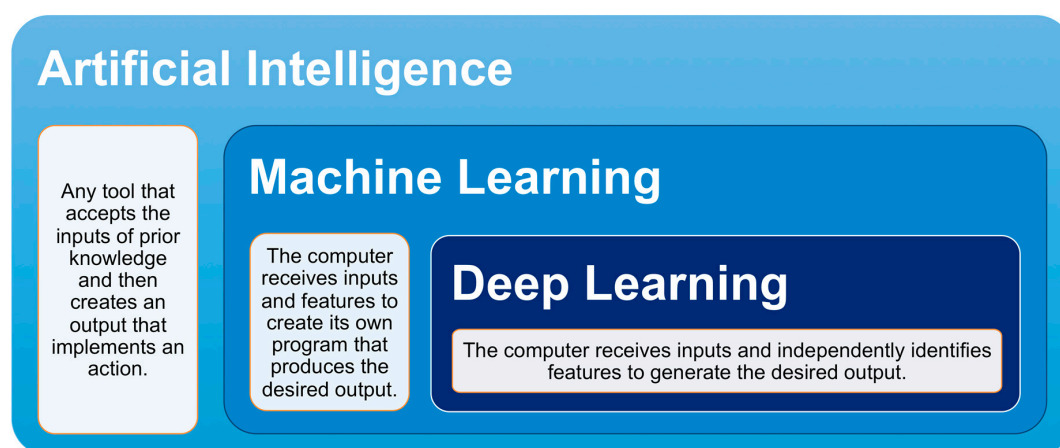 Artificial Intelligence
Any tool that
accepts the
inputs of prior
knowledge
and then
creates an
output that
implements an
action.
Machine Learning
The computer
receives inputs
and features to
create its own
program that
produces the
desired output.
Deep Learning
The computer receives inputs and independently identifies
features to generate the desired output.